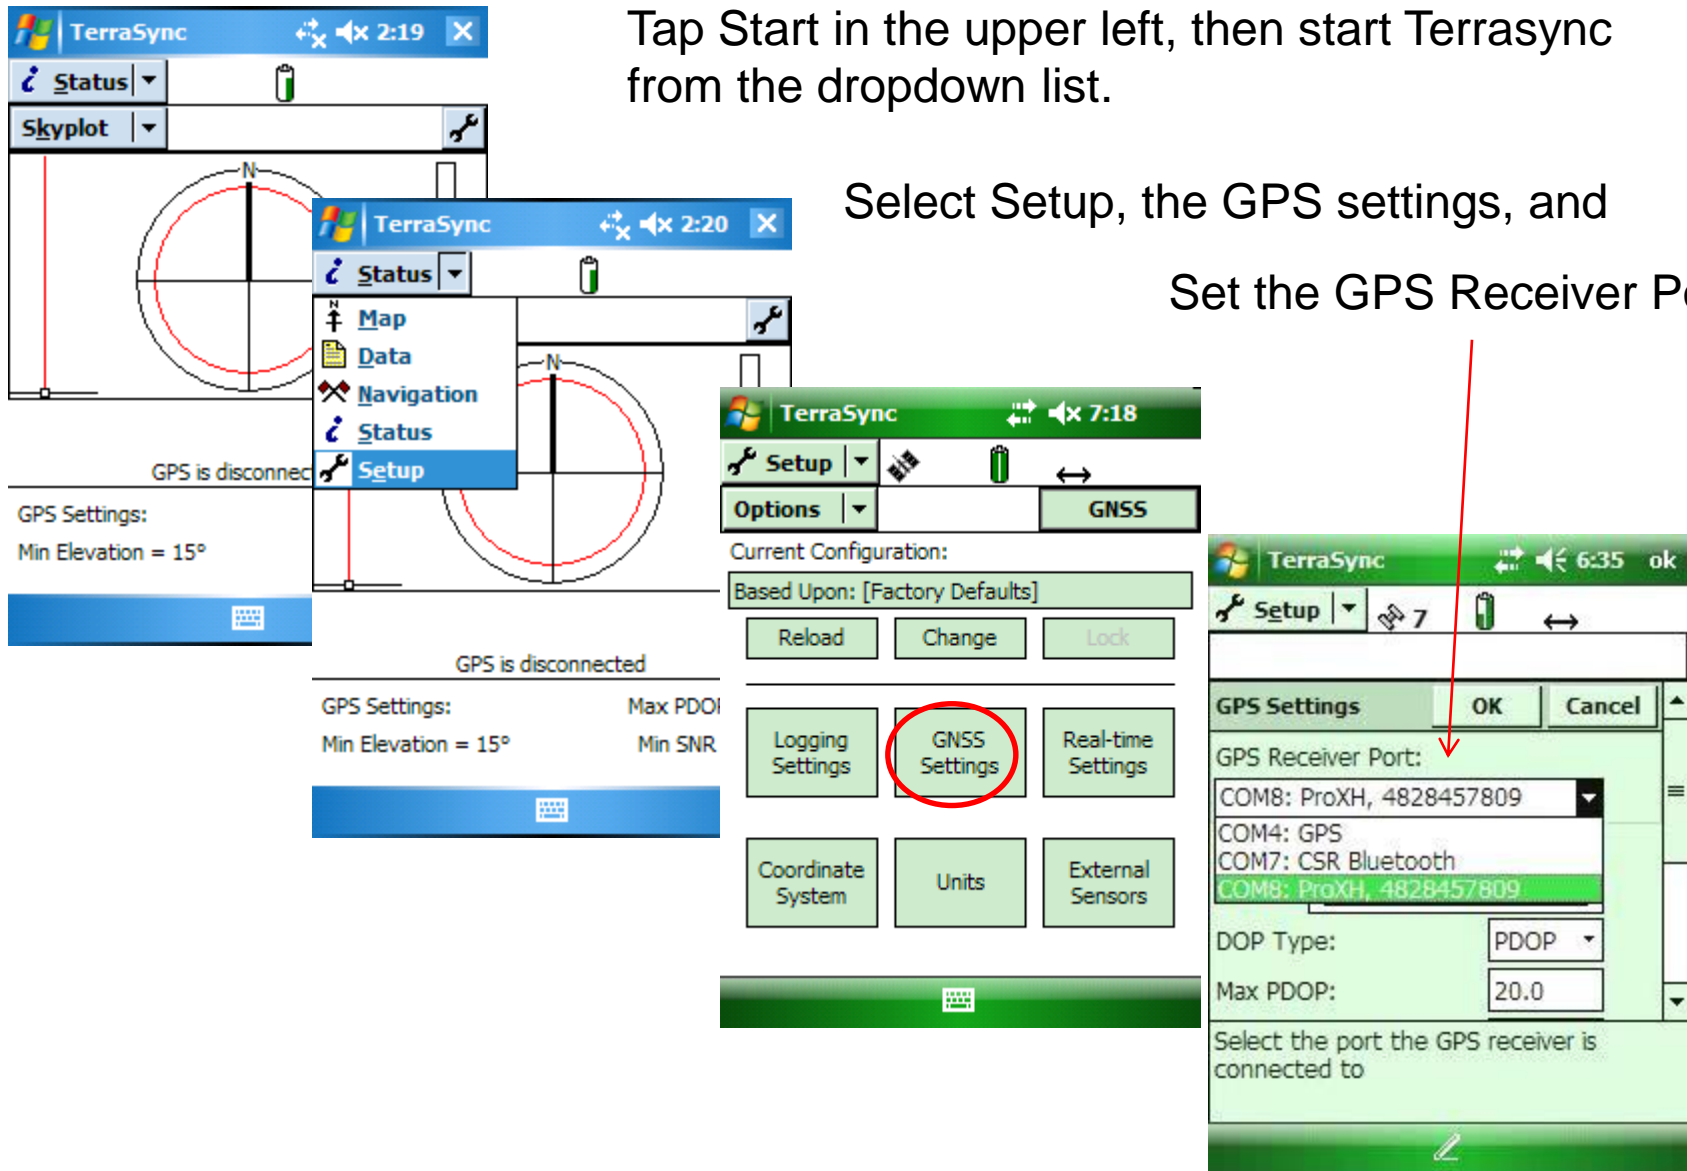 Tap Start in the upper left, then start Terrasync
from the dropdown list.
Select Setup, the GPS settings, and
Set the GPS Receiver
TerraSync 2:19
Status
Skyplot
N
GPS is
GPS Settings:
Min Elevation = 15°
TerraSync 2:20
Status
N
Map
Data
Navigation
Status
Setup
N
GPS is disconnected
GPS Settings: Max
Min Elevation = 15° Min SNR
TerraSync 7:18
Setup
Options GNSS
Current Configuration:
Based Upon: [Factory Defaults]
Reload Change Lock
Logging
Settings
GNSS
Settings
Real-time
Settings
Coordinate
System
Units
External
Sensors
TerraSync 6:35 ok
Setup 7
GPS Settings OK Cancel
GPS Receiver Port:
COM8: ProXH, 4828457809
COM4: GPS
COM7: CSR Bluetooth
COM8: ProXH, 4828457809
DOP Type: PDOP
Max PDOP: 20.0
Select the port the GPS receiver is
connected to